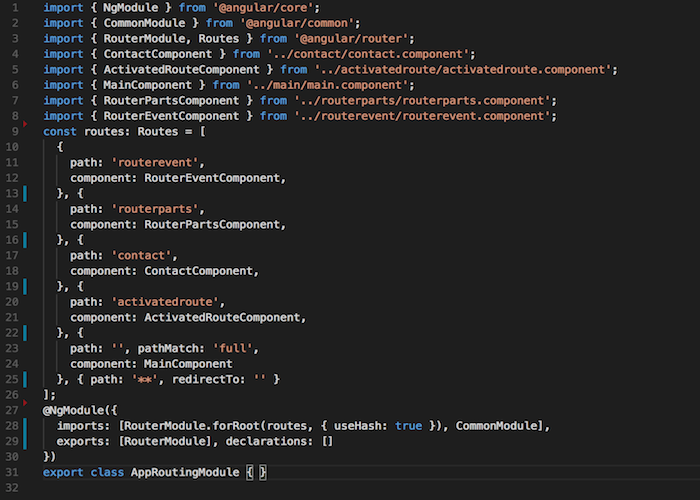 1 import { NgModule } from '@angular/core';
2 import { CommonModule } from '@angular/common';
3 import { RouterModule, Routes } from '@angular/router';
4 import { ContactComponent } from '../contact/contact.component';
5 import { ActivatedRouteComponent } from '../activatedroute/activatedroute.component';
6 import { MainComponent } from '../main/main.component';
7 import { RouterPartsComponent } from '../routerparts/routerparts.component';
8 import { RouterEventComponent } from '../routerevent/routerevent.component';
9 const routes: Routes = [
10   {
11     path: 'routerevent',
12     component: RouterEventComponent,
13   }, {
14     path: 'routerparts',
15     component: RouterPartsComponent,
16   }, {
17     path: 'contact',
18     component: ContactComponent,
19   }, {
20     path: 'activatedroute',
21     component: ActivatedRouteComponent,
22   }, {
23     path: '', pathMatch: 'full',
24     component: MainComponent
25   }, { path: '**', redirectTo: '' }
26 ];
27 @NgModule({
28   imports: [RouterModule.forRoot(routes, { useHash: true }), CommonModule],
29   exports: [RouterModule], declarations: []
30 })
31 export class AppRoutingModule { }
32